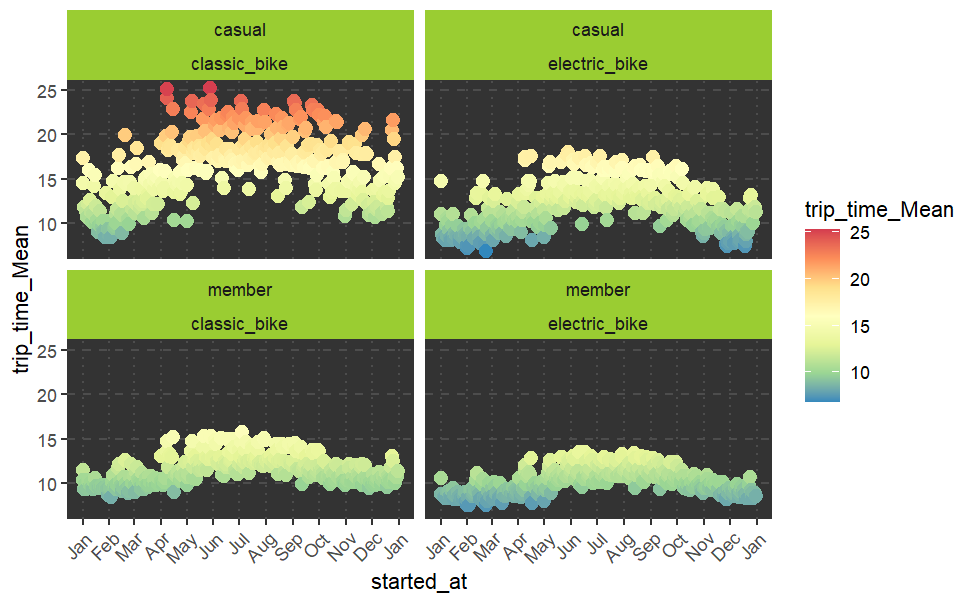 casual
classic_bike
casual
electric_bike
25
20
15
10
member
classic_bike
member
electric_bike
25
20
15
10
trip_time_Mean
Jan Feb Mar Apr May Jun Jul Aug Sep Oct Nov Dec Jan
Jan Feb Mar Apr May Jun Jul Aug Sep Oct Nov Dec Jan
started_at
trip_time_Mean
25
20
15
10